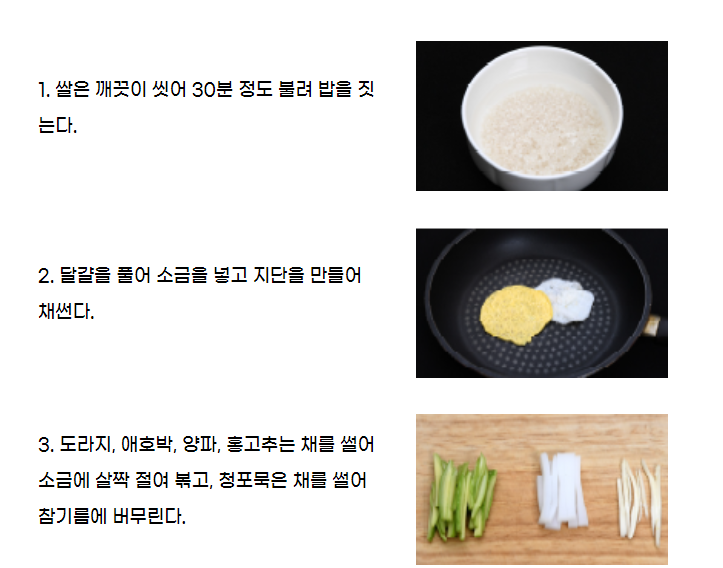 1. 쌀은 깨끗이 씻어 30분 정도 불려 밥을 짓
는다.
2. 달걀을 풀어 소금을 넣고 지단을 만들어
채썬다.
3. 도라지, 애호박, 양파, 홍고추는 채를 썰어
소금에 살짝 절여 볶고, 청포묵은 채를 썰어
참기름에 버무린다.